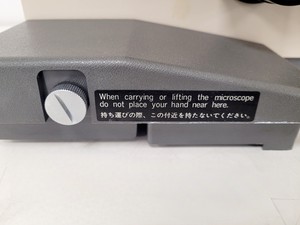 When carrying or lifting the microscope
do not place your hand near here.
持ち運びの際、この付近を持たないでください。